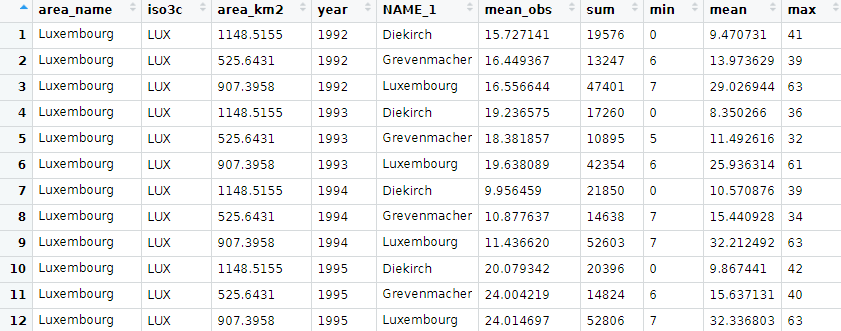 area_name iso3c area_km2 year NAME_1 mean_obs sum min mean max
1 Luxembourg LUX 1148.5155 1992 Diekirch 15.727141 19576 0 9.470731 41
2 Luxembourg LUX 525.6431 1992 Grevenmacher 16.449367 13247 6 13.973629 39
3 Luxembourg LUX 907.3958 1992 Luxembourg 16.556644 47401 7 29.026944 63
4 Luxembourg LUX 1148.5155 1993 Diekirch 19.236575 17260 0 8.350266 36
5 Luxembourg LUX 525.6431 1993 Grevenmacher 18.381857 10895 5 11.492616 32
6 Luxembourg LUX 907.3958 1993 Luxembourg 19.638089 42354 6 25.936314 61
7 Luxembourg LUX 1148.5155 1994 Diekirch 9.956459 21850 0 10.570876 39
8 Luxembourg LUX 525.6431 1994 Grevenmacher 10.877637 14638 7 15.440928 34
9 Luxembourg LUX 907.3958 1994 Luxembourg 11.436620 52603 7 32.212492 63
10 Luxembourg LUX 1148.5155 1995 Diekirch 20.079342 20396 0 9.867441 42
11 Luxembourg LUX 525.6431 1995 Grevenmacher 24.004219 14824 6 15.637131 40
12 Luxembourg LUX 907.3958 1995 Luxembourg 24.014697 52806 7 32.336803 63